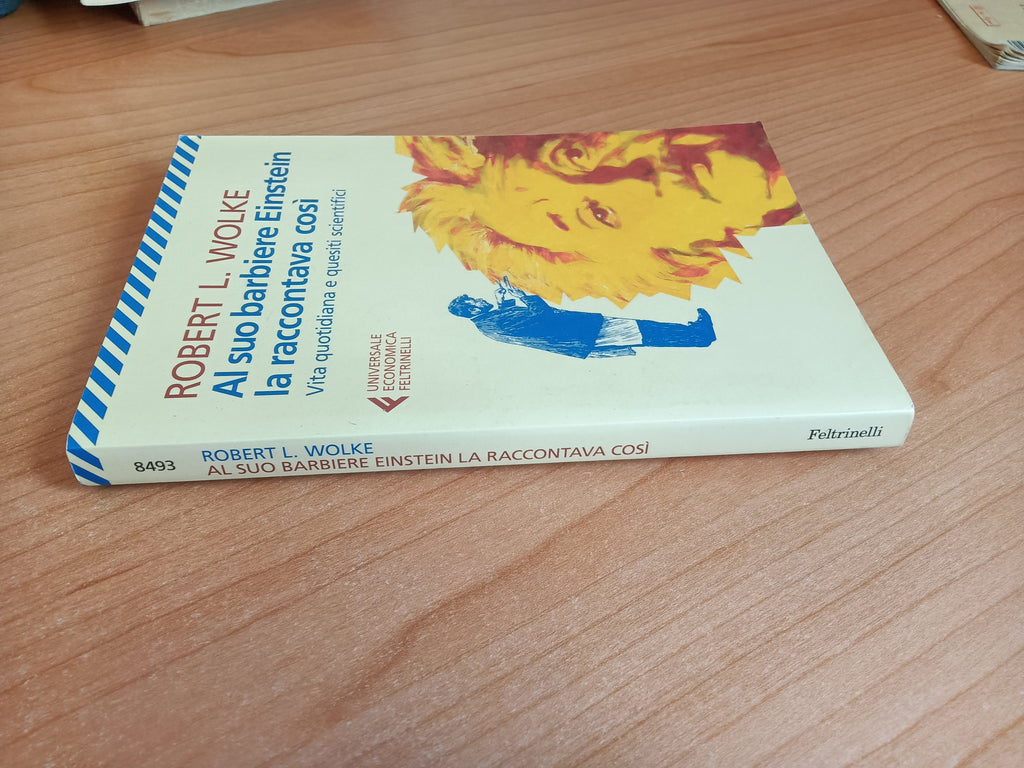 ROBERT L. WOLKE
Al suo barbiere Einstein
la raccontava così
Vita quotidiana e quesiti scientifici
UNIVERSALE
ECONOMICA
FELTRINELLI
8493
ROBERT L. WOLKE
AL SUO BARBIERE EINSTEIN LA RACCONTAVA COSÌ
Feltrinelli